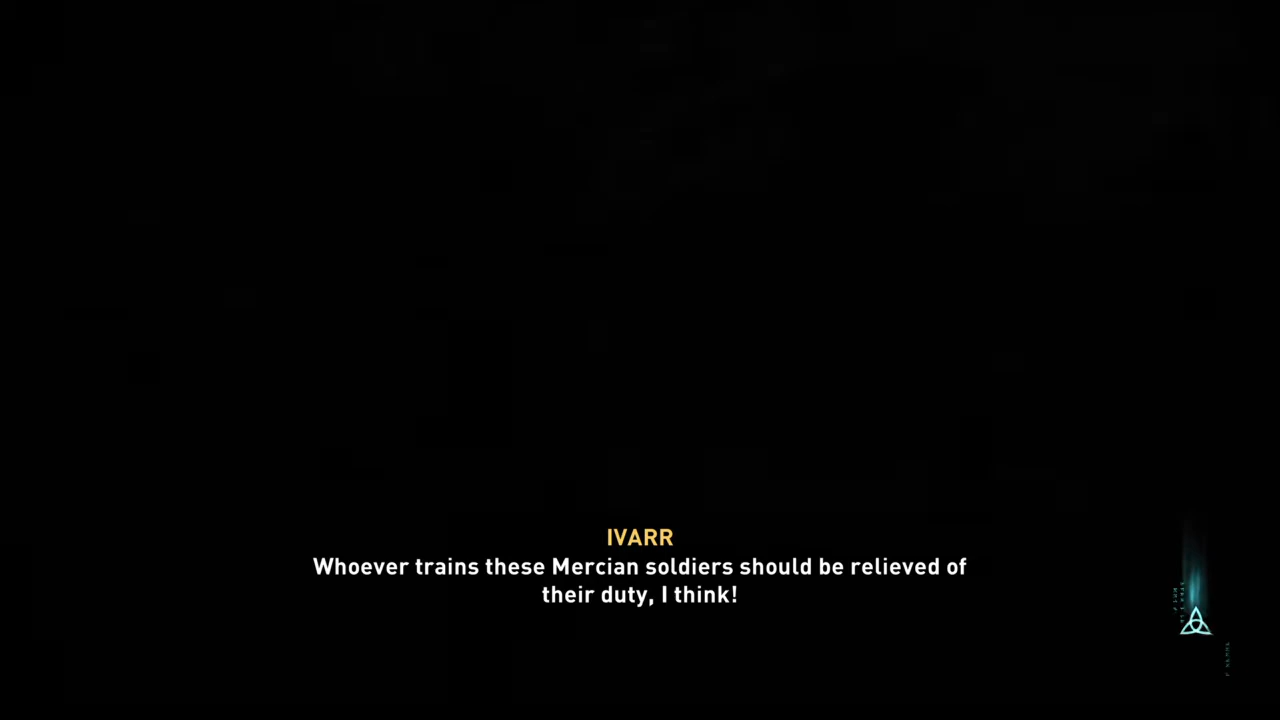 IVARR
Whoever trains these Mercian soldiers should be relieved of
their duty, I think!